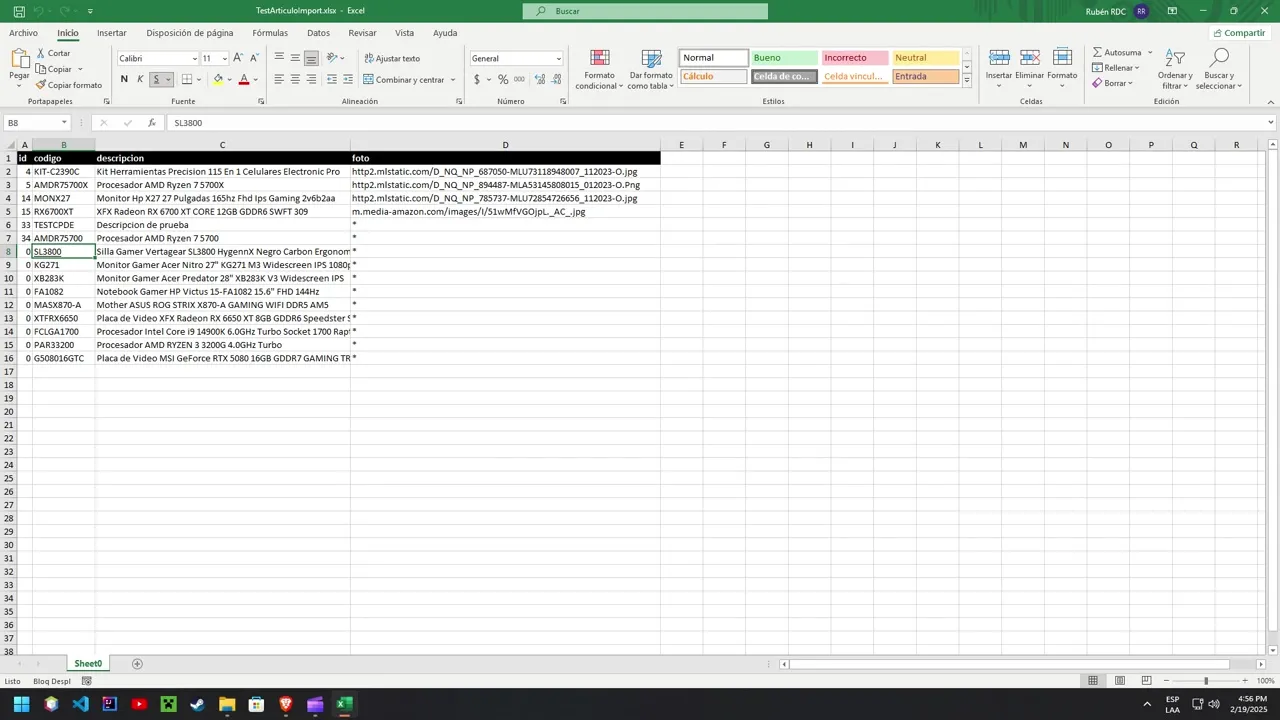 TestArticuloImport.xlsx - Excel
Buscar
Rubén RDC
RR
Archivo Inicio Insertar Disposición de página Fórmulas Datos Revisar Vista Ayuda
Compartir
Pegar
Cortar
Copiar
Copiar formato
Portapapeles
Calibri 11
N K S
Fuente
Ajustar texto
Combinar y centrar
Alineación
General
$ % 000
Número
Formato condicional
Dar formato como tabla
Normal Bueno Incorrecto Neutral
Cálculo Celda de co... Celda vincul... Entrada
Estilos
Insertar Eliminar Formato
Celdas
Autosuma
Rellenar
Borrar
Ordenar y filtrar
Buscar y seleccionar
Edición
B8 fx SL3800
A B C D E F G H I J K L M N O P Q R
1 id codigo descripcion foto
2 4 KIT-C2390C Kit Herramientas Precision 115 En 1 Celulares Electronic Pro http2.mlstatic.com/D_NQ_NP_687050-MLU73118948007_112023-O.jpg
3 5 AMDR75700X Procesador AMD Ryzen 7 5700X http2.mlstatic.com/D_NQ_NP_894487-MLA53145808015_012023-O.Png
4 14 MONX27 Monitor Hp X27 27 Pulgadas 165hz Fhd Ips Gaming 2v6b2aa http2.mlstatic.com/D_NQ_NP_785737-MLU72854726656_112023-O.jpg
5 15 RX6700XT XFX Radeon RX 6700 XT CORE 12GB GDDR6 SWFT 309 m.media-amazon.com/images/I/51wMfVGOjpL._AC_.jpg
6 33 TESTCPDE Descripcion de prueba *
7 34 AMDR75700 Procesador AMD Ryzen 7 5700 *
8 0 SL3800 Silla Gamer Vertagear SL3800 HygennX Negro Carbon Ergonom *
9 0 KG271 Monitor Gamer Acer Nitro 27" KG271 M3 Widescreen IPS 1080p *
10 0 XB283K Monitor Gamer Acer Predator 28" XB283K V3 Widescreen IPS *
11 0 FA1082 Notebook Gamer HP Victus 15-FA1082 15.6" FHD 144Hz *
12 0 MASX870-A Mother ASUS ROG STRIX X870-A GAMING WIFI DDR5 AM5 *
13 0 XTFRX6650 Placa de Video XFX Radeon RX 6650 XT 8GB GDDR6 Speedster S *
14 0 FCLGA1700 Procesador Intel Core i9 14900K 6.0GHz Turbo Socket 1700 Rap *
15 0 PAR33200 Procesador AMD RYZEN 3 3200G 4.0GHz Turbo *
16 0 G508016GTC Placa de Video MSI GeForce RTX 5080 16GB GDDR7 GAMING TR *
17
18
19
20
21
22
23
24
25
26
27
28
29
30
31
32
33
34
35
36
37
38
Sheet0
Listo Bloq Despl 100%
ESP
LAA
4:56 PM
2/19/2025